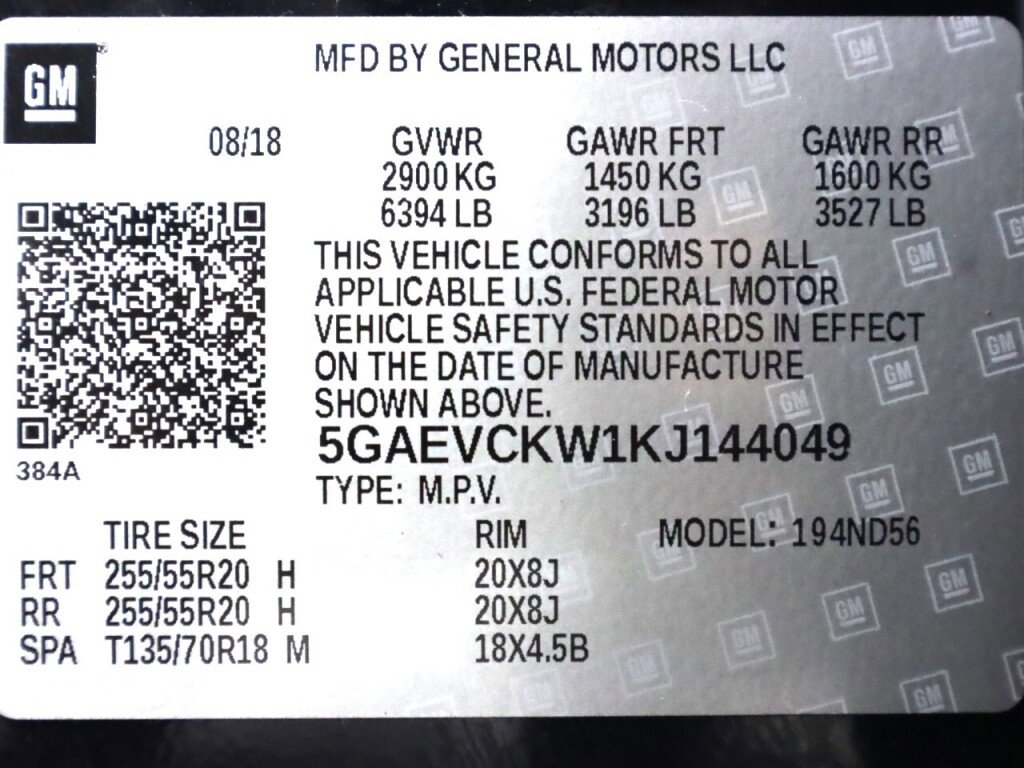 GM
MFD BY GENERAL MOTORS LLC
08/18 GVWR GAWR FRT GAWR RR
2900 KG 1450 KG 1600 KG
6394 LB 3196 LB 3527 LB
THIS VEHICLE CONFORMS TO ALL
APPLICABLE U.S. FEDERAL MOTOR
VEHICLE SAFETY STANDARDS IN EFFECT
ON THE DATE OF MANUFACTURE
SHOWN ABOVE.
5GAEVCKW1KJ144049
384A
TYPE: M.P.V.
TIRE SIZE RIM MODEL: 194ND56
FRT 255/55R20 H 20X8J
RR 255/55R20 H 20X8J
SPA T135/70R18 M 18X4.5B